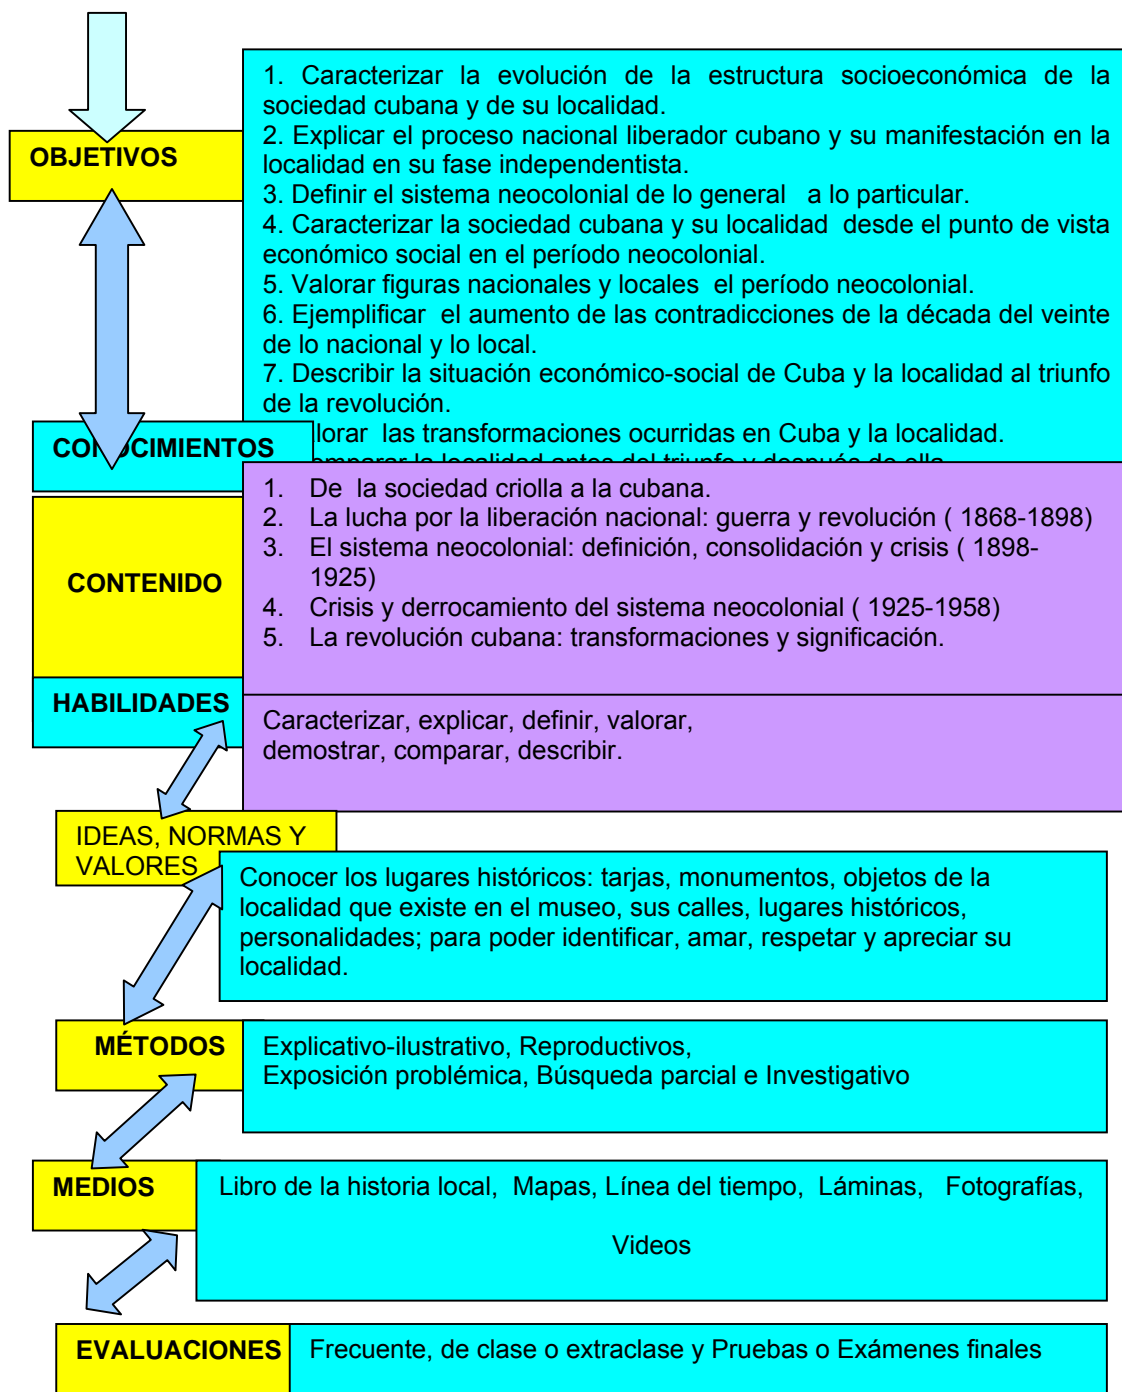 OBJETIVOS
1. Caracterizar la evolución de la estructura socioeconómica de la
sociedad cubana y de su localidad.
2. Explicar el proceso nacional liberador cubano y su manifestación en la
localidad en su fase independentista.
3. Definir el sistema neocolonial de lo general a lo particular.
4. Caracterizar la sociedad cubana y su localidad desde el punto de vista
económico social en el período neocolonial.
5. Valorar figuras nacionales y locales el período neocolonial.
6. Ejemplificar el aumento de las contradicciones de la década del veinte
de lo nacional y lo local.
7. Describir la situación económico-social de Cuba y la localidad al triunfo
de la revolución.
lorar las transformaciones ocurridas en Cuba y la localidad.
omparar la localidad antes del triunfo y después de ella
CONOCIMIENTOS
1. De la sociedad criolla a la cubana.
2. La lucha por la liberación nacional: guerra y revolución ( 1868-1898)
3. El sistema neocolonial: definición, consolidación y crisis ( 1898-
1925)
4. Crisis y derrocamiento del sistema neocolonial ( 1925-1958)
5. La revolución cubana: transformaciones y significación.
CONTENIDO
HABILIDADES
Caracterizar, explicar, definir, valorar,
demostrar, comparar, describir.
IDEAS, NORMAS Y
VALORES
Conocer los lugares históricos: tarjas, monumentos, objetos de la
localidad que existe en el museo, sus calles, lugares históricos,
personalidades; para poder identificar, amar, respetar y apreciar su
localidad.
MÉTODOS
Explicativo-ilustrativo, Reproductivos,
Exposición problémica, Búsqueda parcial e Investigativo
MEDIOS
Libro de la historia local, Mapas, Línea del tiempo, Láminas, Fotografías,
Videos
EVALUACIONES
Frecuente, de clase o extraclase y Pruebas o Exámenes finales